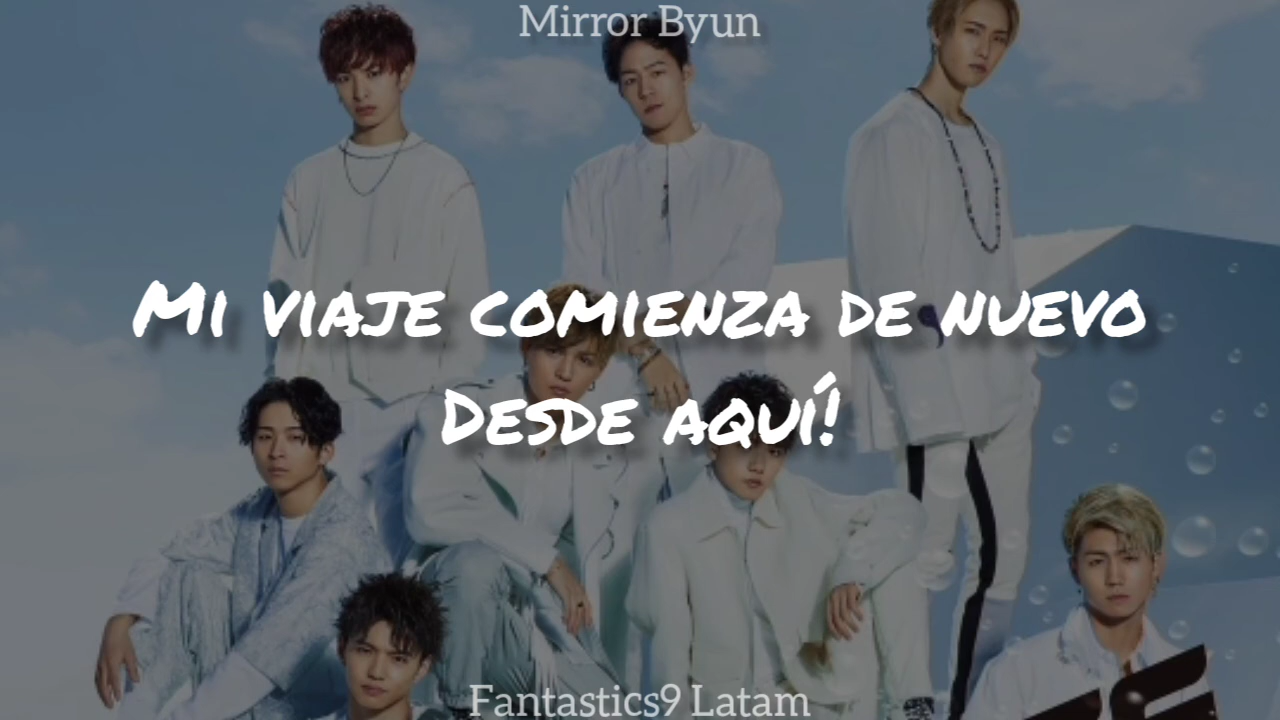 Mirror Byun
Mi viaje comienza de nuevo
Desde aquí!
Fantastics9 Latam